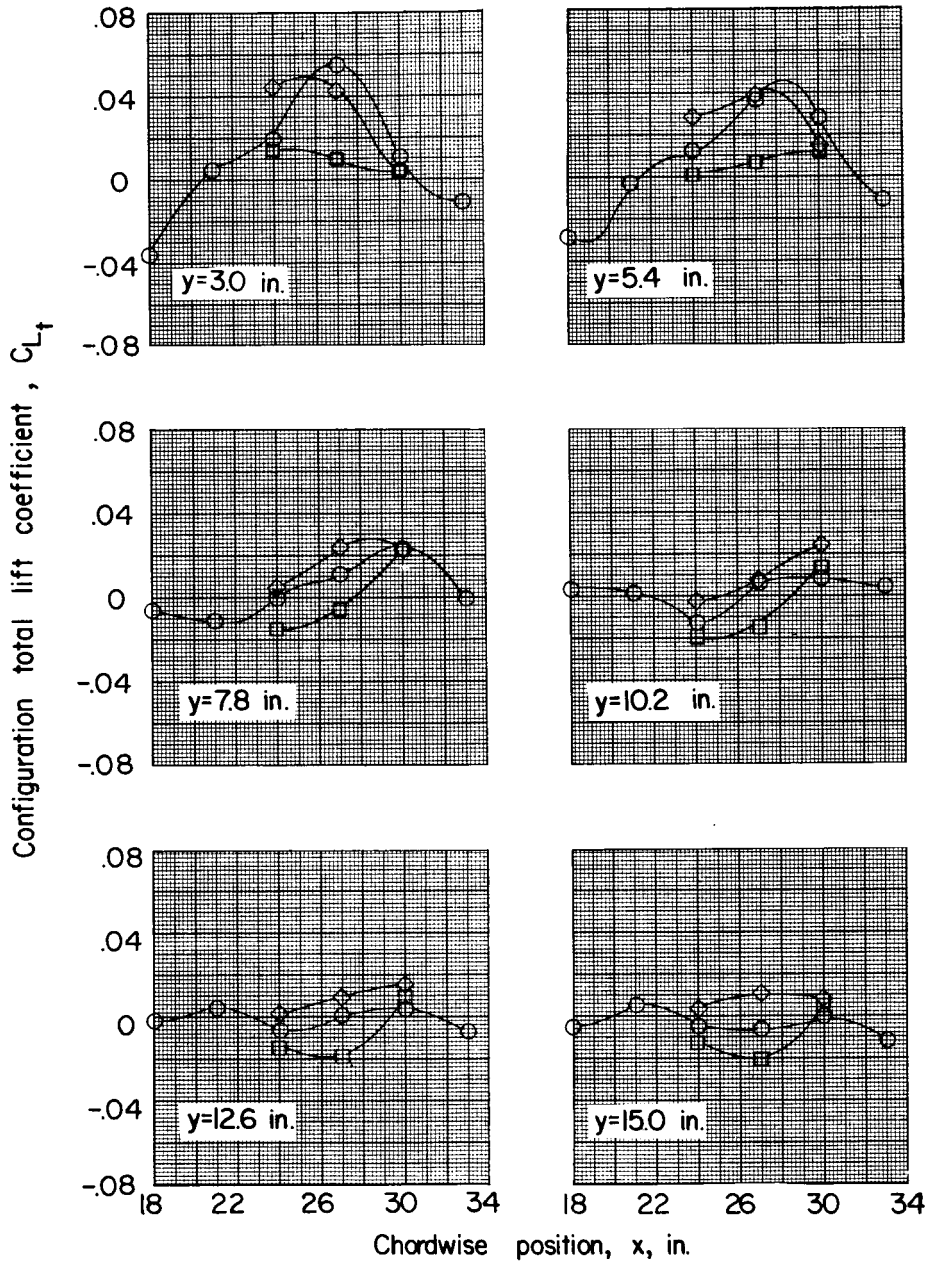 .08
.04
0
-.04
-.08
y=3.0 in.
y=5.4 in.
.08
.04
0
-.04
-.08
y=7.8 in.
y=10.2 in.
.08
.04
0
-.04
-.08
y=12.6 in.
y=15.0 in.
18 22 26 30 34
18 22 26 30 34
Chordwise position, x, in.
Configuration total lift coefficient, CLt